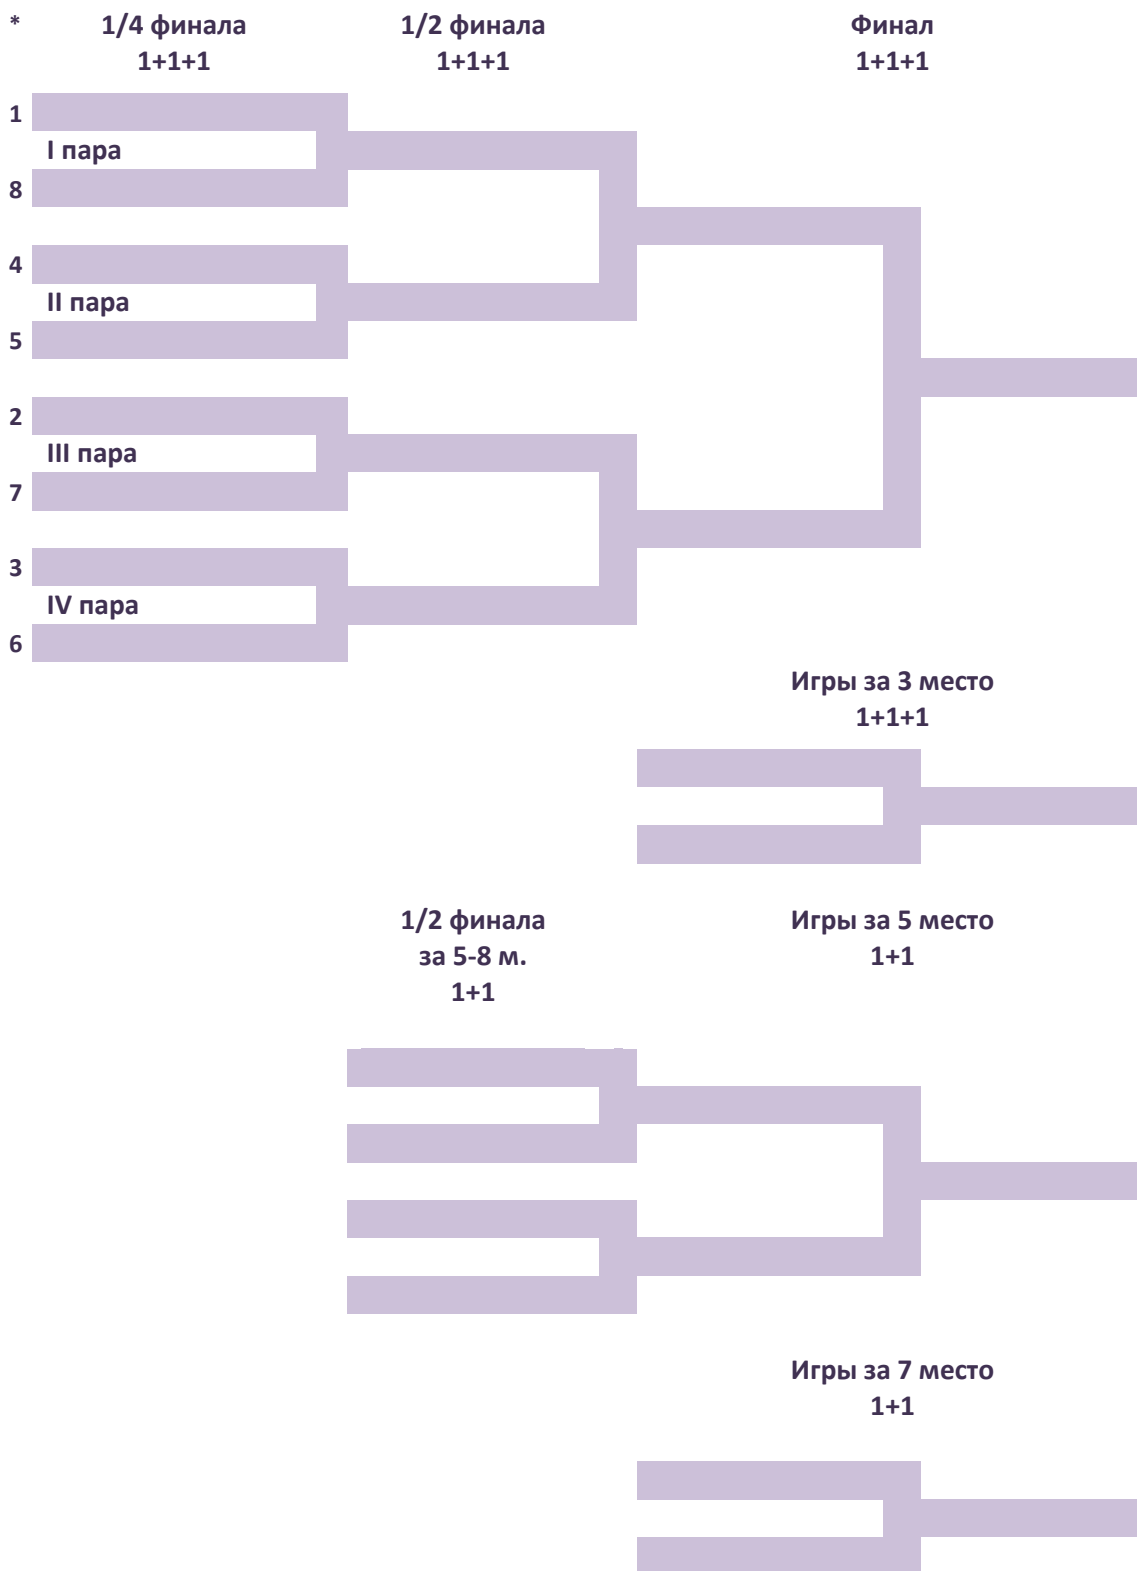 * 1/4 финала 1/2 финала Финал
1+1+1 1+1+1 1+1+1
1
I пара
8
4
II пара
5
2
III пара
7
3
IV пара
6
Игры за 3 место
1+1+1
1/2 финала Игры за 5 место
за 5-8 м. 1+1
1+1
Игры за 7 место
1+1